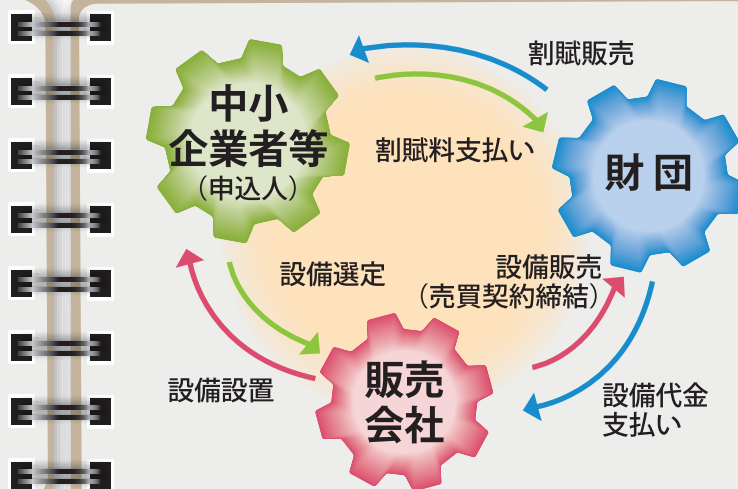 割賦販売
中小
企業者等
（申込人）
割賦料支払い
財団
設備選定
設備販売
（売買契約締結）
設備設置
販売
会社
設備代金
支払い